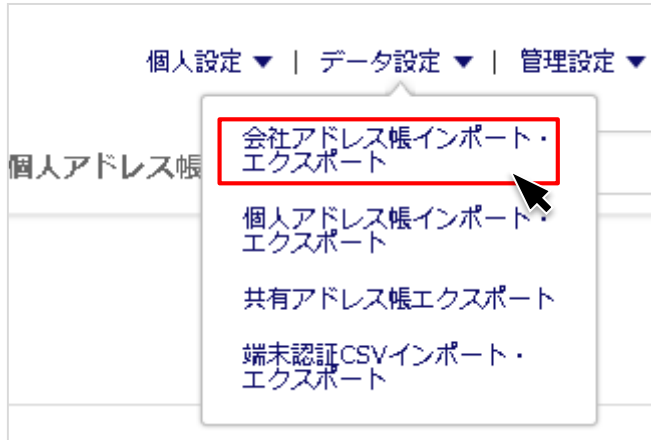 個人設定 ▼ | データ設定 ▼ | 管理設定 ▼
会社アドレス帳インポート・
エクスポート
個人アドレス帳
個人アドレス帳インポート・
エクスポート
共有アドレス帳エクスポート
端末認証CSVインポート・
エクスポート